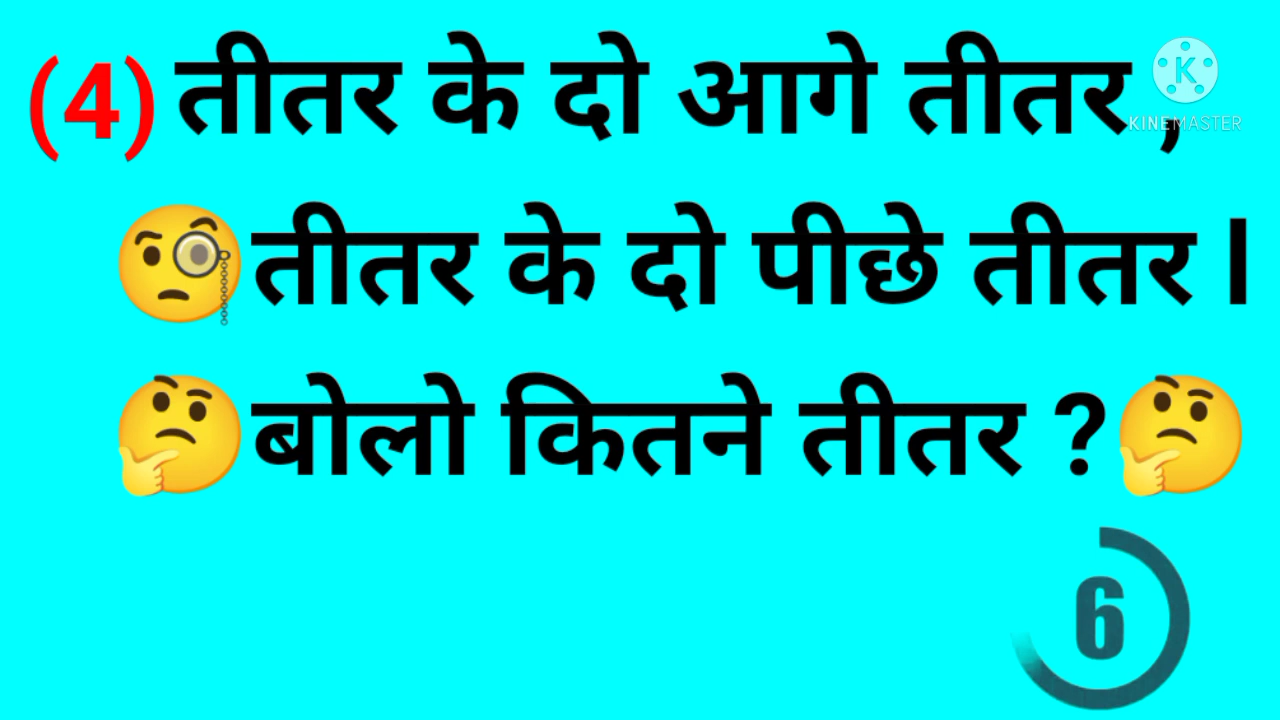 (4) तीतर के दो आगे तीतर,
KINEMASTER
तीतर के दो पीछे तीतर l
बोलो कितने तीतर ?
6